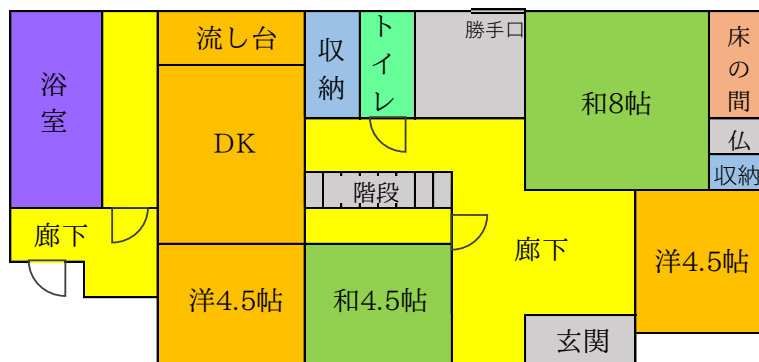 浴室
流し台
収納
トイレ
勝手口
和8帖
床の間
DK
仏
収納
階段
廊下
廊下
洋4.5帖
和4.5帖
洋4.5帖
玄関